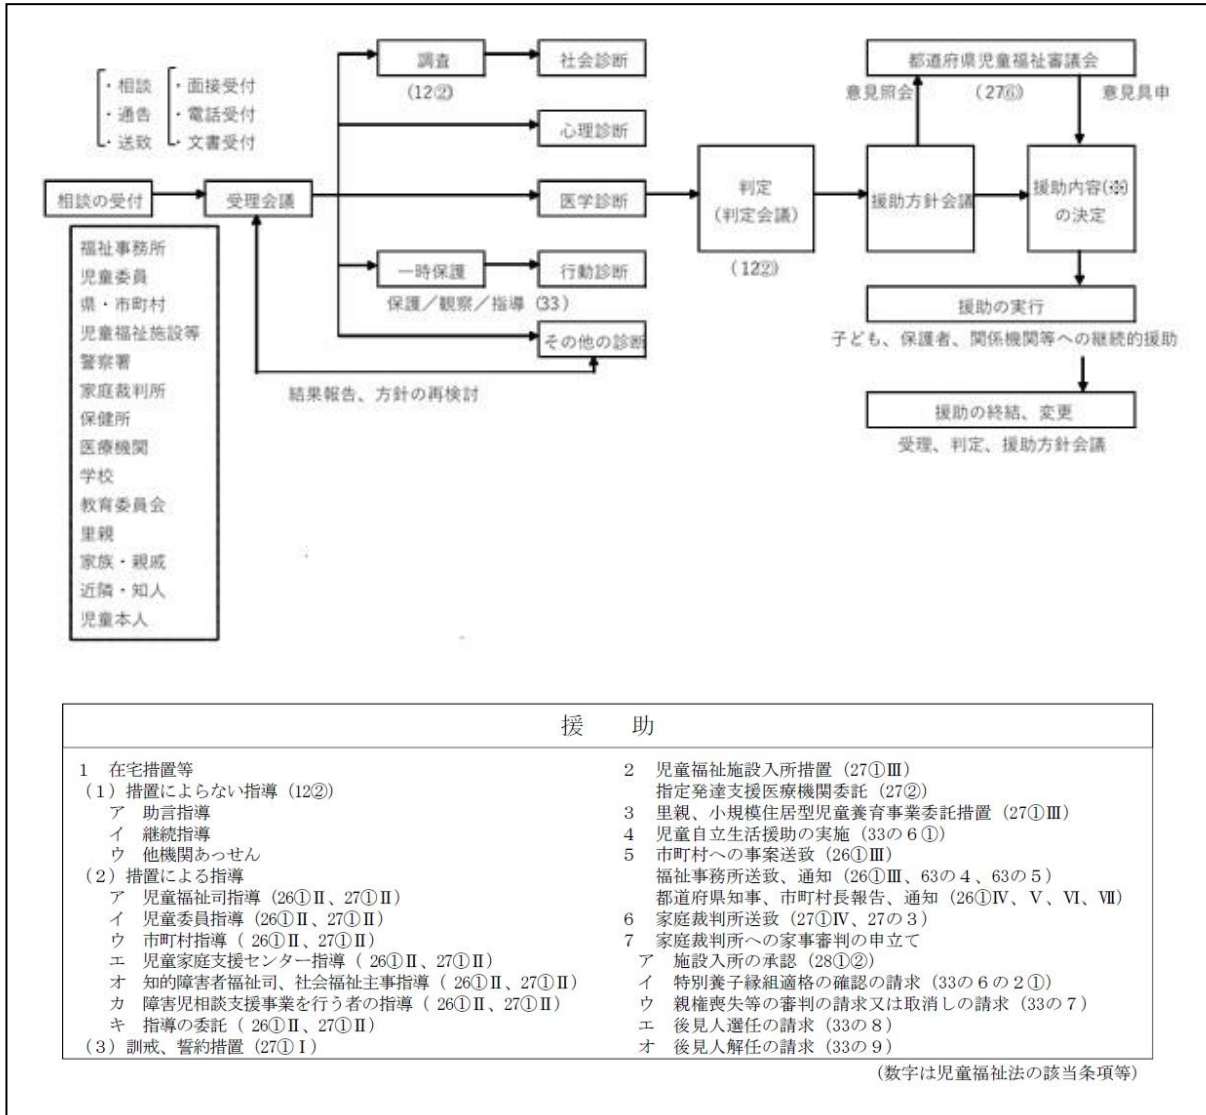 ・相談
・通告
・送致
・面接受付
・電話受付
・文書受付
相談の受付
福祉事務所
児童委員
県・市町村
児童福祉施設等
警察署
家庭裁判所
保健所
医療機関
学校
教育委員会
里親
家族・親戚
近隣・知人
児童本人
受理会議
調査
(12②)
社会診断
心理診断
医学診断
一時保護
保護／観察／指導 (33)
行動診断
その他の診断
結果報告、方針の再検討
判定
(判定会議)
(12②)
都道府県児童福祉審議会
意見照会
(27⑥)
意見具申
援助方針会議
援助内容(※)
の決定
援助の実行
子ども、保護者、関係機関等への継続的援助
援助の終結、変更
受理、判定、援助方針会議
援　助
1　在宅措置等
(1) 措置によらない指導 (12②)
ア　助言指導
イ　継続指導
ウ　他機関あっせん
(2) 措置による指導
ア　児童福祉司指導 (26①Ⅱ、27①Ⅱ)
イ　児童委員指導 (26①Ⅱ、27①Ⅱ)
ウ　市町村指導 ( 26①Ⅱ、27①Ⅱ)
エ　児童家庭支援センター指導 ( 26①Ⅱ、27①Ⅱ)
オ　知的障害者福祉司、社会福祉主事指導 ( 26①Ⅱ、27①Ⅱ)
カ　障害児相談支援事業を行う者の指導 ( 26①Ⅱ、27①Ⅱ)
キ　指導の委託 ( 26①Ⅱ、27①Ⅱ)
(3) 訓戒、誓約措置 (27①Ⅰ)
2　児童福祉施設入所措置 (27①Ⅲ)
指定発達支援医療機関委託 (27②)
3　里親、小規模住居型児童養育事業委託措置 (27①Ⅲ)
4　児童自立生活援助の実施 (33の6①)
5　市町村への事案送致 (26①Ⅲ)
福祉事務所送致、通知 (26①Ⅲ、63の4、63の5)
都道府県知事、市町村長報告、通知 (26①Ⅳ、Ⅴ、Ⅵ、Ⅶ)
6　家庭裁判所送致 (27①Ⅳ、27の3)
7　家庭裁判所への家事審判の申立て
ア　施設入所の承認 (28①②)
イ　特別養子縁組適格の確認の請求 (33の6の2①)
ウ　親権喪失等の審判の請求又は取消しの請求 (33の7)
エ　後見人選任の請求 (33の8)
オ　後見人解任の請求 (33の9)
(数字は児童福祉法の該当条項等)